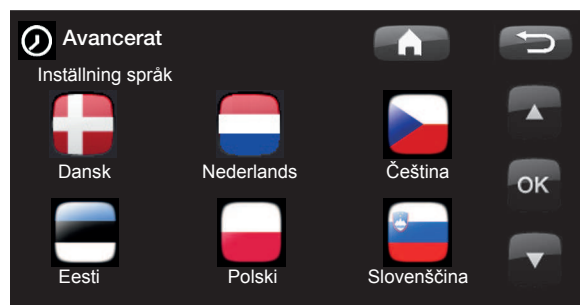 Avancerat
Inställning språk
Dansk Nederlands Čeština
OK
Eesti Polski Slovenščina